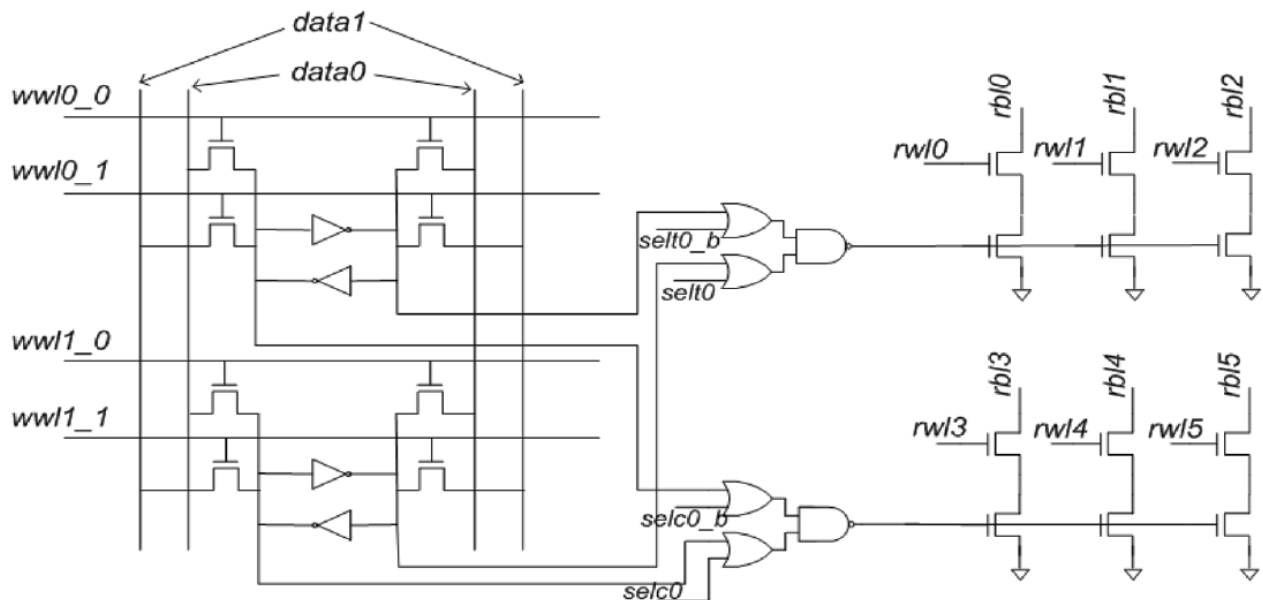 data1
data0
wwl0_0
wwl0_1
wwl1_0
wwl1_1
selt0_b
selt0
selc0_b
selc0
rbl0
rbl1
rbl2
rwl0
rwl1
rwl2
rbl3
rbl4
rbl5
rwl3
rwl4
rwl5